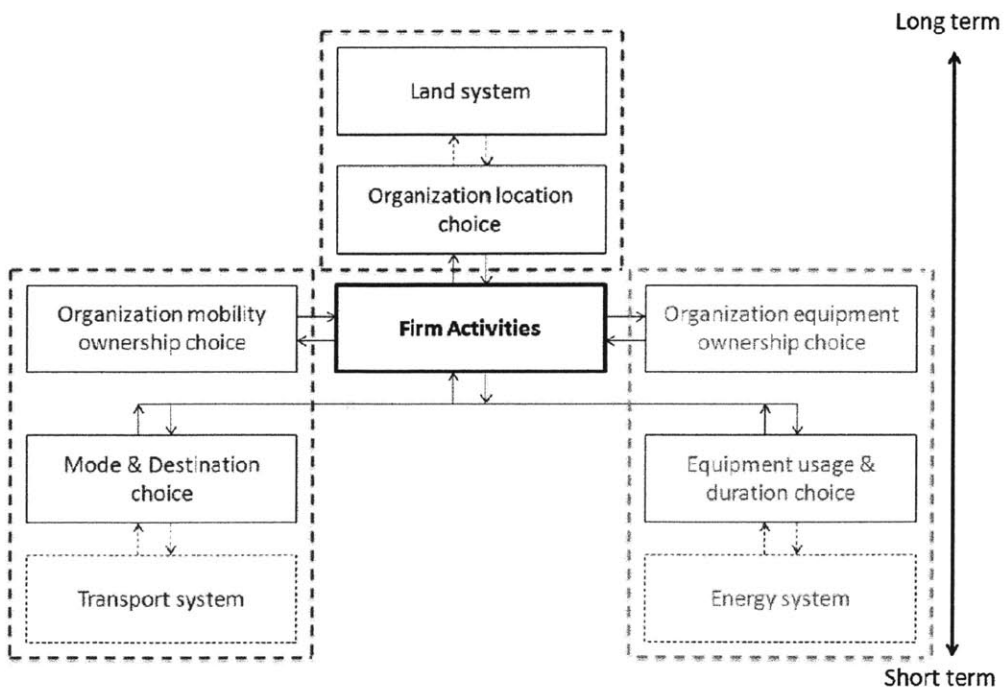 Long term
Land system
Organization location
choice
Organization mobility
ownership choice
Firm Activities
Organization equipment
ownership choice
Mode & Destination
choice
Equipment usage &
duration choice
Transport system
Energy system
Short term